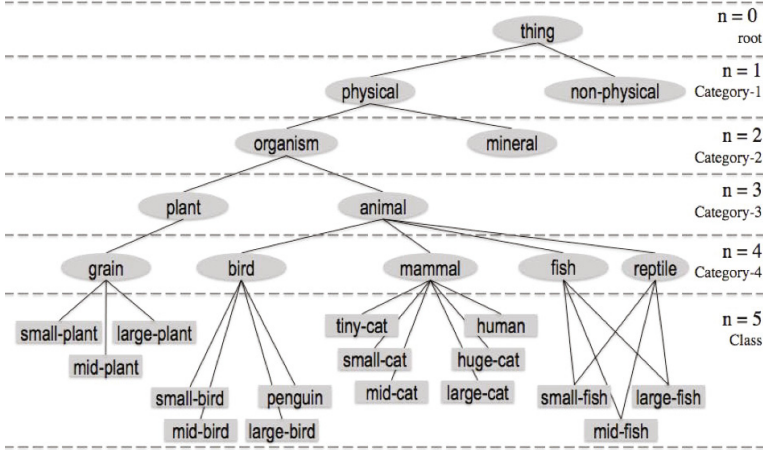 thing
n = 0
root
physical
non-physical
n = 1
Category-1
organism
mineral
n = 2
Category-2
plant
animal
n = 3
Category-3
grain
bird
mammal
fish
reptile
n = 4
Category-4
small-plant
large-plant
mid-plant
tiny-cat
human
small-cat
huge-cat
mid-cat
large-cat
small-bird
penguin
mid-bird
large-bird
small-fish
large-fish
mid-fish
n = 5
Class